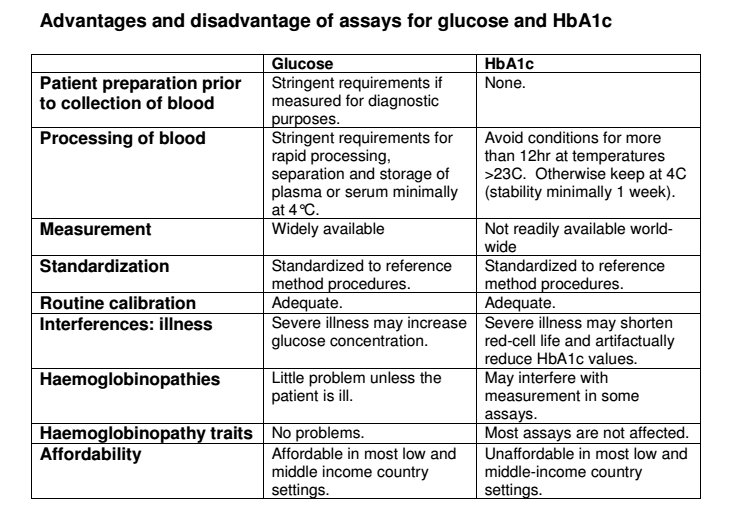 Advantages and disadvantage of assays for glucose and HbA1c
Glucose
HbA1c
Patient preparation prior
to collection of blood
Stringent requirements if
measured for diagnostic
purposes.
None.
Processing of blood
Stringent requirements for
rapid processing,
separation and storage of
plasma or serum minimally
at 4°C.
Avoid conditions for more
than 12hr at temperatures
>23C. Otherwise keep at 4C
(stability minimally 1 week).
Measurement
Widely available
Not readily available world-
wide
Standardization
Standardized to reference
method procedures.
Standardized to reference
method procedures.
Routine calibration
Adequate.
Adequate.
Interferences: illness
Severe illness may increase
glucose concentration.
Severe illness may shorten
red-cell life and artifactually
reduce HbA1c values.
Haemoglobinopathies
Little problem unless the
patient is ill.
May interfere with
measurement in some
assays.
Haemoglobinopathy traits
No problems.
Most assays are not affected.
Affordability
Affordable in most low and
middle income country
settings.
Unaffordable in most low and
middle-income country
settings.